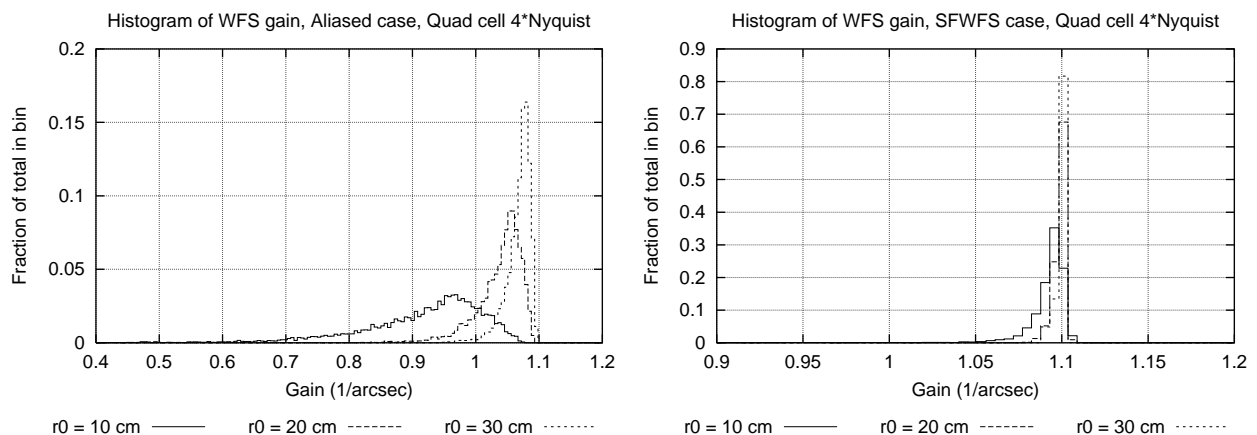 Histogram of WFS gain, Aliased case, Quad cell 4*Nyquist
0.2
0.15
0.1
0.05
0
Fraction of total in bin
0.4 0.5 0.6 0.7 0.8 0.9 1 1.1 1.2
Gain (1/arcsec)
r0 = 10 cm r0 = 20 cm r0 = 30 cm
Histogram of WFS gain, SFWFS case, Quad cell 4*Nyquist
0.9
0.8
0.7
0.6
0.5
0.4
0.3
0.2
0.1
0
Fraction of total in bin
0.9 0.95 1 1.05 1.1 1.15 1.2
Gain (1/arcsec)
r0 = 10 cm r0 = 20 cm r0 = 30 cm